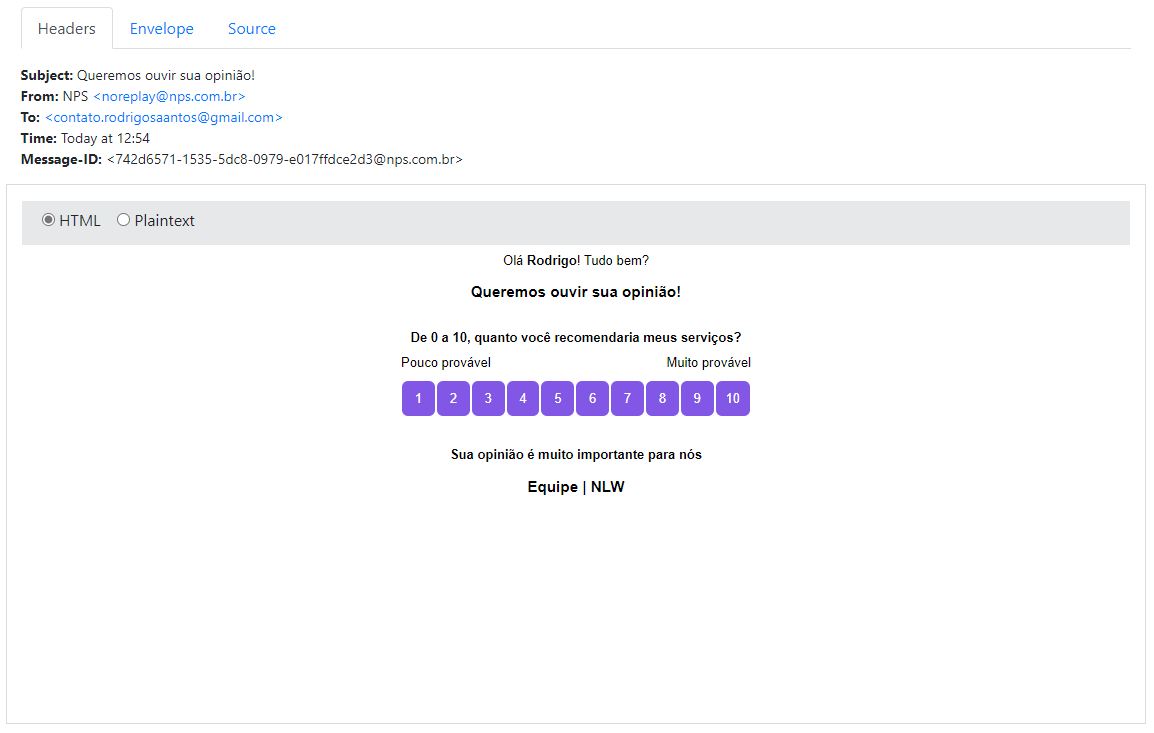 Headers Envelope Source
Subject: Queremos ouvir sua opinião!
From: NPS <noreplay@nps.com.br>
To: <contato.rodrigosaantos@gmail.com>
Time: Today at 12:54
Message-ID: <742d6571-1535-5dc8-0979-e017ffdce2d3@nps.com.br>
HTML Plaintext
Olá Rodrigo! Tudo bem?
Queremos ouvir sua opinião!
De 0 a 10, quanto você recomendaria meus serviços?
Pouco provável Muito provável
1 2 3 4 5 6 7 8 9 10
Sua opinião é muito importante para nós
Equipe | NLW